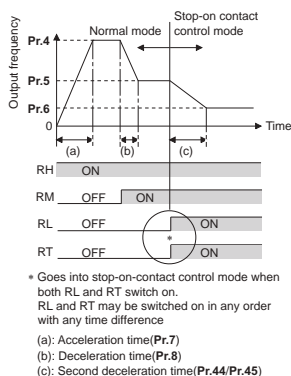 Stop-on contact
control mode
Normal mode
Output frequency
Pr.4
Pr.5
Pr.6
0
Time
(a) (b) (c)
RH ON
RM OFF ON
RL OFF ON
*
RT OFF ON
* Goes into stop-on-contact control mode when
both RL and RT switch on.
RL and RT may be switched on in any order
with any time difference
(a): Acceleration time(Pr.7)
(b): Deceleration time(Pr.8)
(c): Second deceleration time(Pr.44/Pr.45)